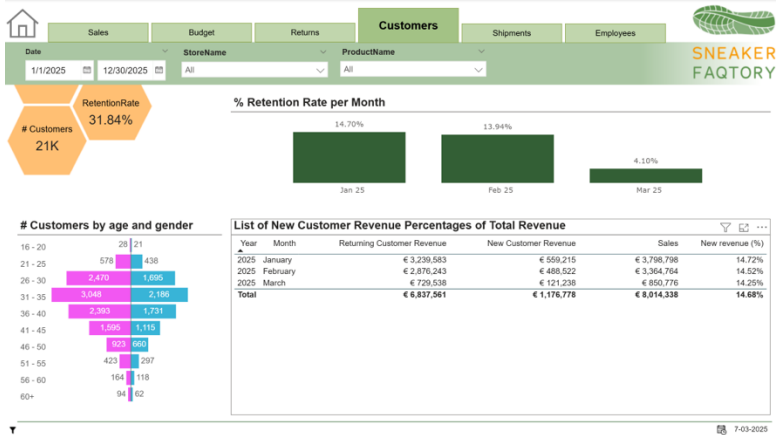 Sales
Budget
Returns
Customers
Shipments
Employees
SNEAKER
FAQTORY
Date
StoreName
ProductName
1/1/2025
12/30/2025
All
All
RetentionRate
31.84%
# Customers
21K
% Retention Rate per Month
14.70%
13.94%
4.10%
Jan 25
Feb 25
Mar 25
# Customers by age and gender
16 - 20 28 21
21 - 25 578 438
26 - 30 2,470 1,695
31 - 35 3,048 2,186
36 - 40 2,393 1,731
41 - 45 1,595 1,115
46 - 50 923 660
51 - 55 423 297
56 - 60 164 118
60+ 94 62
List of New Customer Revenue Percentages of Total Revenue
Year Month Returning Customer Revenue New Customer Revenue Sales New revenue (%)
2025 January € 3,239,583 € 559,215 € 3,798,798 14.72%
2025 February € 2,876,243 € 488,522 € 3,364,764 14.52%
2025 March € 729,538 € 121,238 € 850,776 14.25%
Total € 6,837,561 € 1,176,778 € 8,014,338 14.68%
7-03-2025